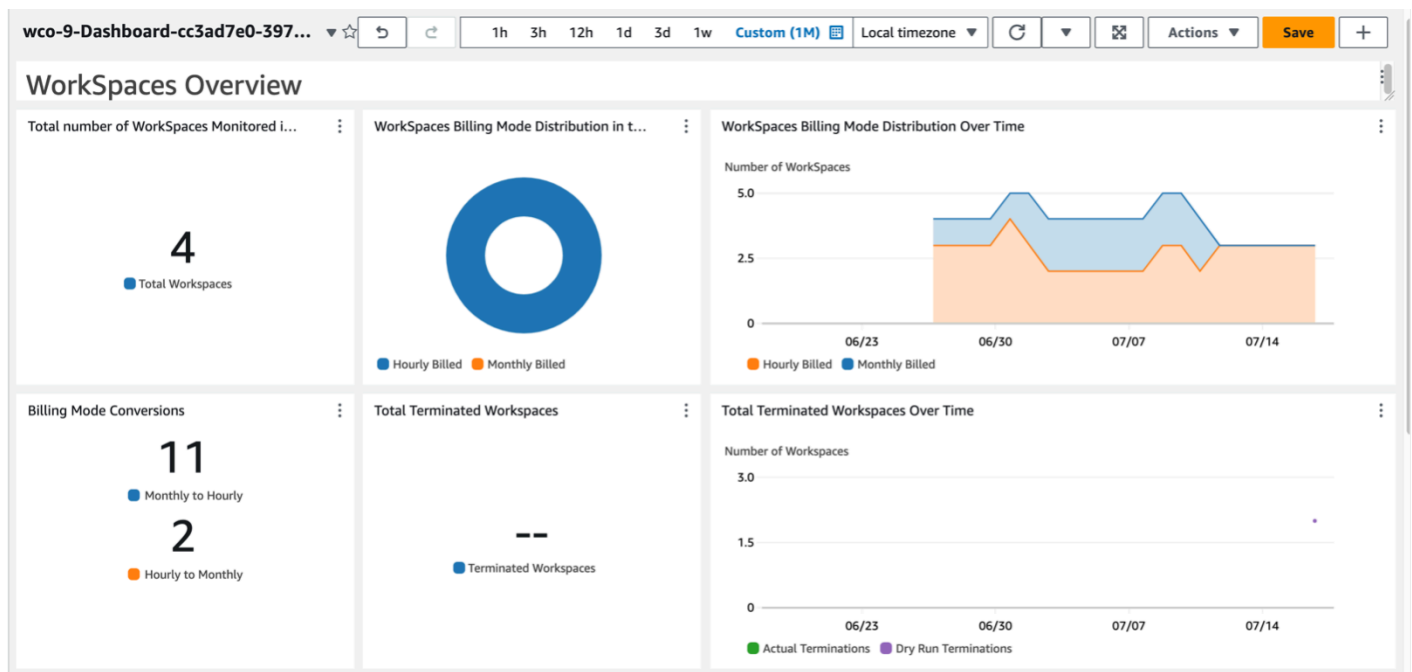 wco-9-Dashboard-cc3ad7e0-397...
1h 3h 12h 1d 3d 1w Custom (1M) Local timezone Actions Save
WorkSpaces Overview
Total number of WorkSpaces Monitored i...
4
Total Workspaces
WorkSpaces Billing Mode Distribution in t...
Hourly Billed Monthly Billed
WorkSpaces Billing Mode Distribution Over Time
Number of WorkSpaces
5.0
2.5
0
06/23 06/30 07/07 07/14
Hourly Billed Monthly Billed
Billing Mode Conversions
11
Monthly to Hourly
2
Hourly to Monthly
Total Terminated Workspaces
--
Terminated Workspaces
Total Terminated Workspaces Over Time
Number of Workspaces
3.0
1.5
0
06/23 06/30 07/07 07/14
Actual Terminations Dry Run Terminations